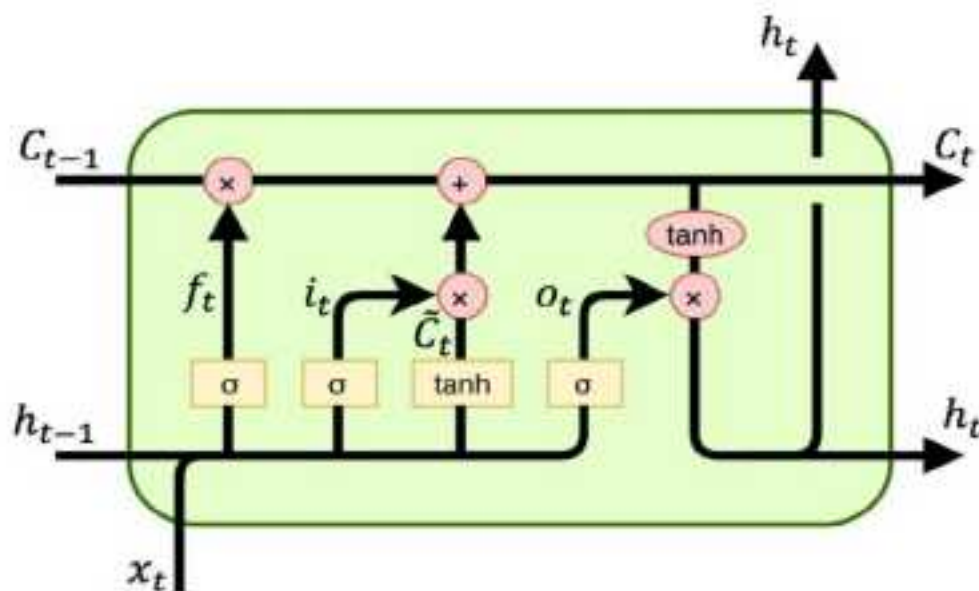 h_t
C_{t-1} × + C_t
tanh
f_t i_t × o_t ×
C̃_t
σ σ tanh σ
h_{t-1} h_t
x_t